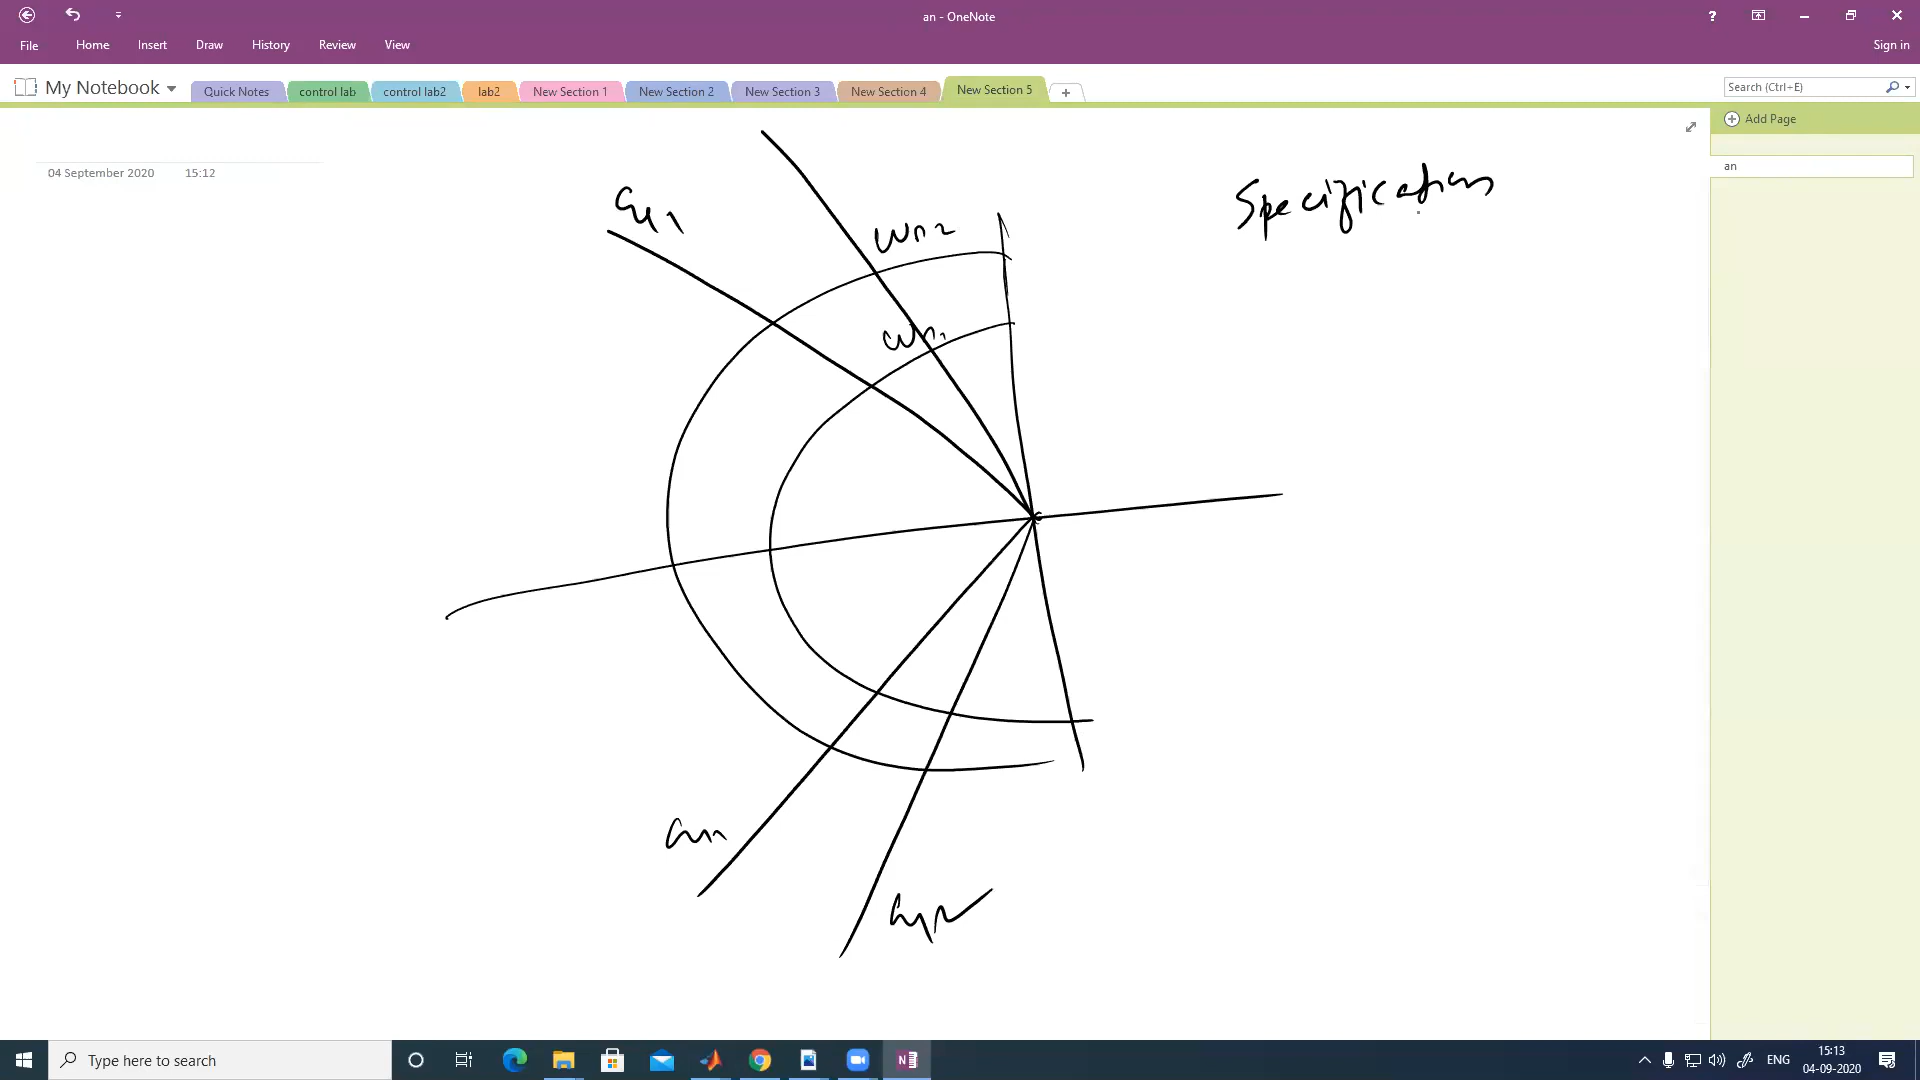 an - OneNote
?
File Home Insert Draw History Review View
Sign in
My Notebook
Quick Notes control lab control lab2 lab2 New Section 1 New Section 2 New Section 3 New Section 4 New Section 5 +
Search (Ctrl+E)
Add Page
an
04 September 2020 15:12
Specifications
ωn2
ωn1
Type here to search
ENG
15:13
04-09-2020